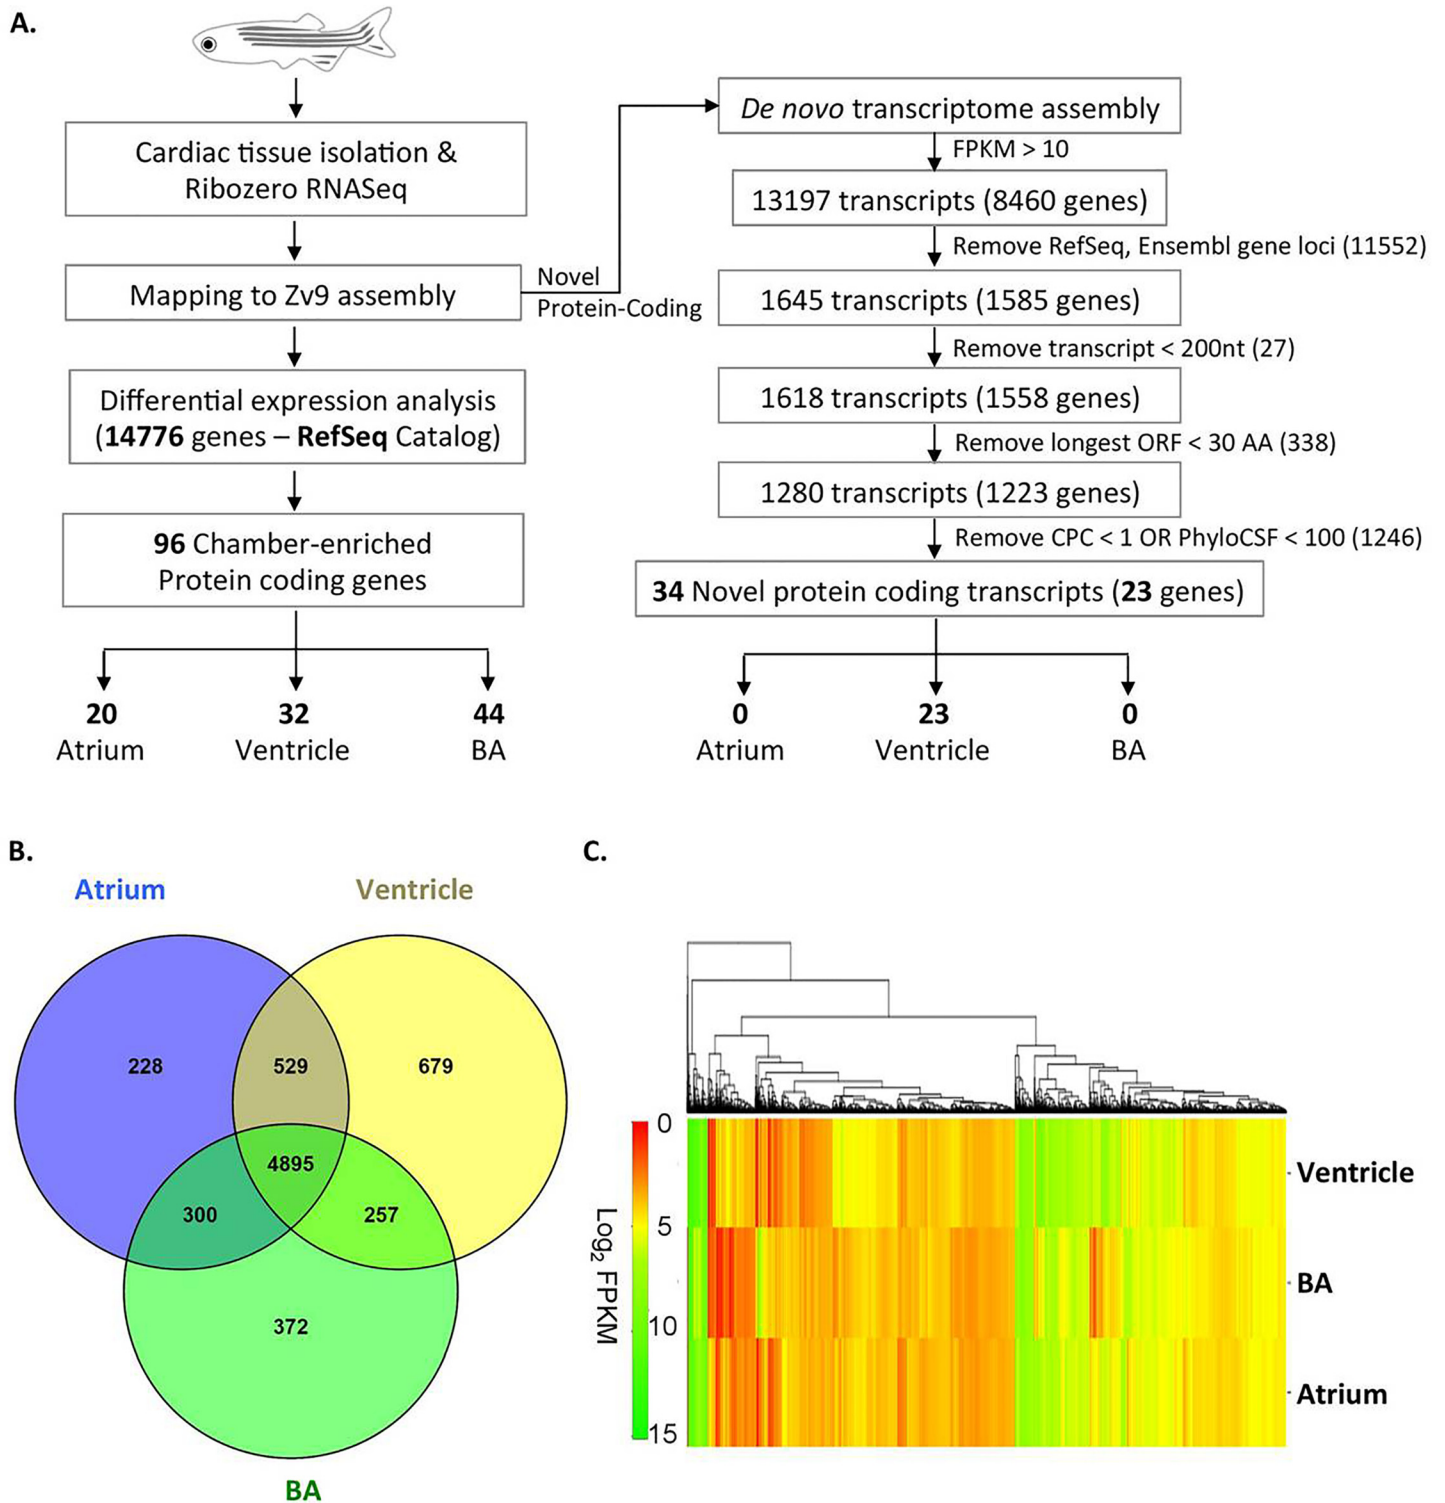 A.
Cardiac tissue isolation &
Ribozero RNASeq
Mapping to Zv9 assembly
Novel
Protein-Coding
Differential expression analysis
(14776 genes – RefSeq Catalog)
96 Chamber-enriched
Protein coding genes
20
Atrium
32
Ventricle
44
BA
De novo transcriptome assembly
FPKM > 10
13197 transcripts (8460 genes)
Remove RefSeq, Ensembl gene loci (11552)
1645 transcripts (1585 genes)
Remove transcript < 200nt (27)
1618 transcripts (1558 genes)
Remove longest ORF < 30 AA (338)
1280 transcripts (1223 genes)
Remove CPC < 1 OR PhyloCSF < 100 (1246)
34 Novel protein coding transcripts (23 genes)
0
Atrium
23
Ventricle
0
BA
B.
Atrium
Ventricle
228
529
679
4895
300
257
372
BA
C.
0
5
10
15
Log2 FPKM
Ventricle
BA
Atrium